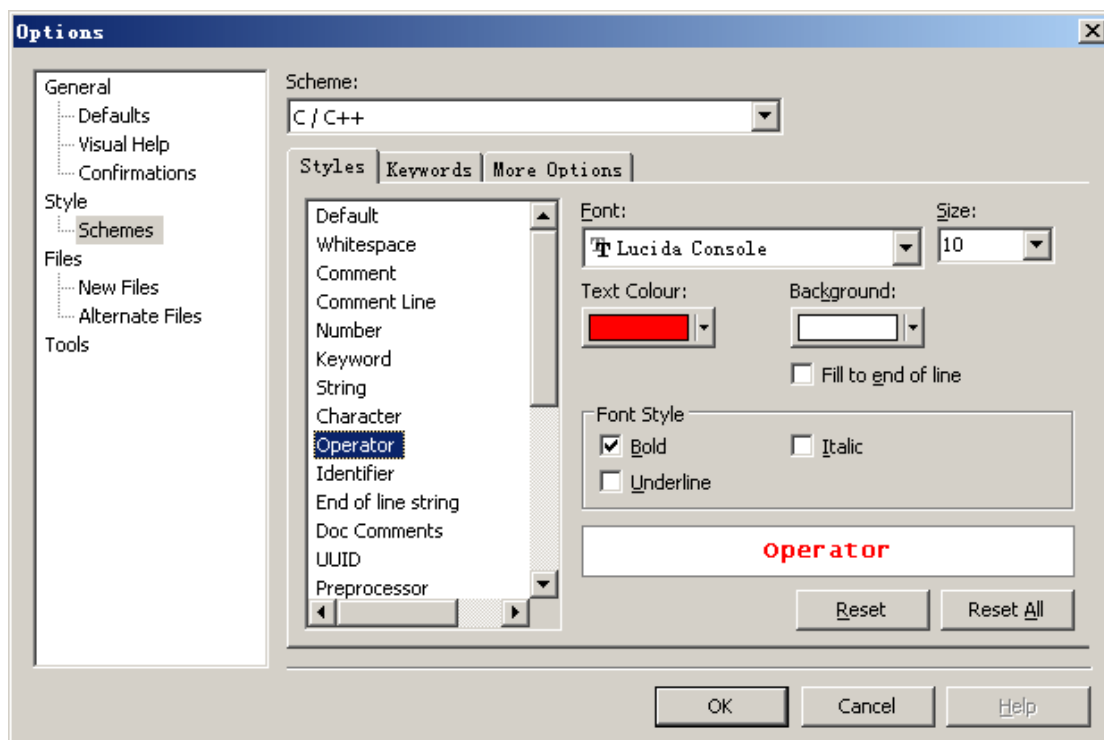 Options
General
Defaults
Visual Help
Confirmations
Style
Schemes
Files
New Files
Alternate Files
Tools
Scheme:
C / C++
Styles Keywords More Options
Default
Whitespace
Comment
Comment Line
Number
Keyword
String
Character
Operator
Identifier
End of line string
Doc Comments
UUID
Preprocessor
Font: Size:
Lucida Console 10
Text Colour: Background:
Fill to end of line
Font Style
Bold Italic
Underline
Operator
Reset Reset All
OK Cancel Help